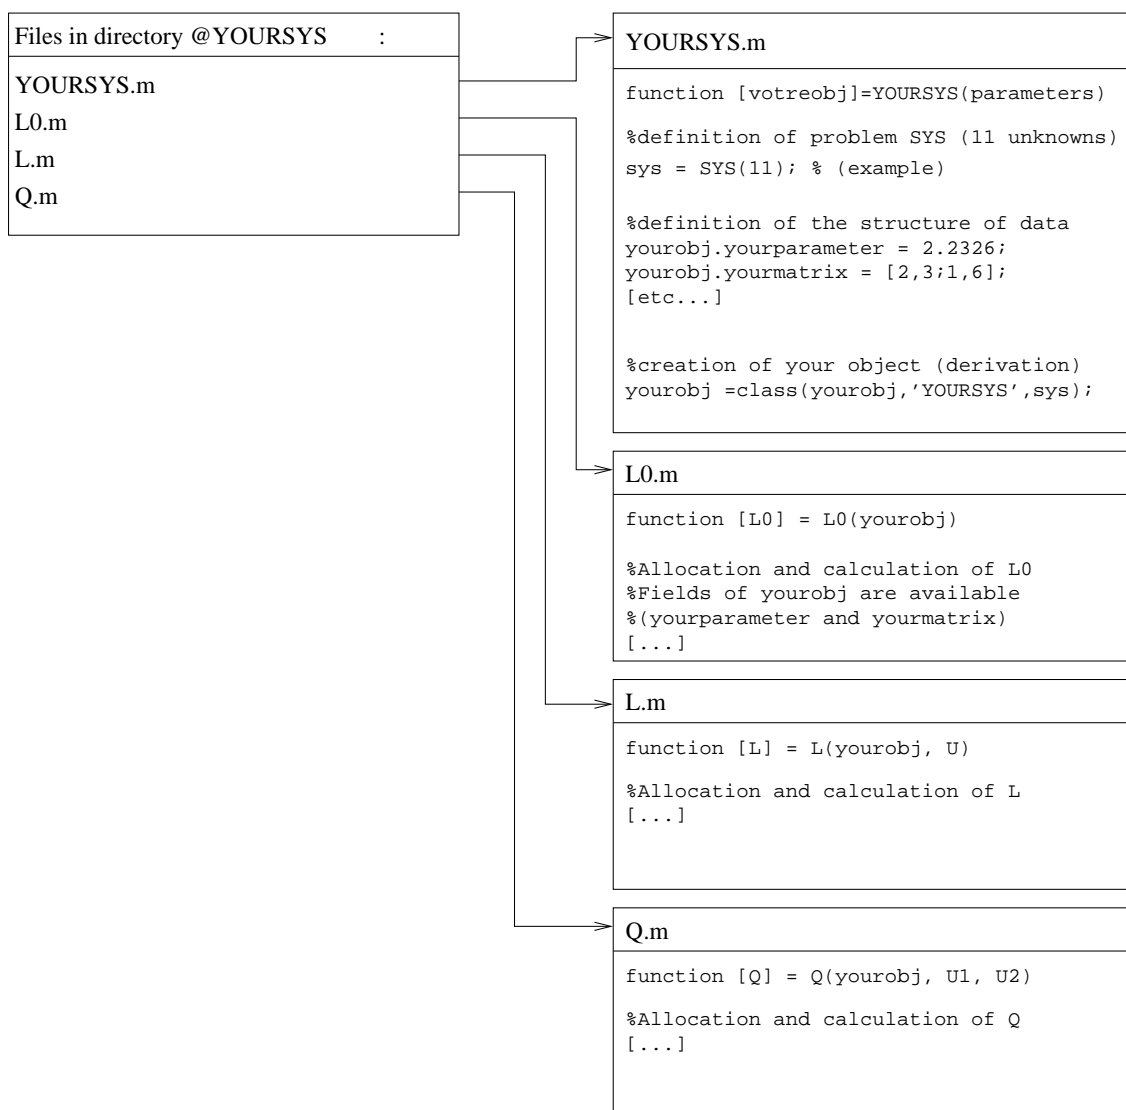 Files in directory @YOURSYS :
YOURSYS.m
L0.m
L.m
Q.m
YOURSYS.m
function [votreobj]=YOURSYS(parameters)
%definition of problem SYS (11 unknowns)
sys = SYS(11); % (example)
%definition of the structure of data
yourobj.yourparameter = 2.2326;
yourobj.yourmatrix = [2,3;1,6];
[etc...]
%creation of your object (derivation)
yourobj =class(yourobj,'YOURSYS',sys);
L0.m
function [L0] = L0(yourobj)
%Allocation and calculation of L0
%Fields of yourobj are available
%(yourparameter and yourmatrix)
[...]
L.m
function [L] = L(yourobj, U)
%Allocation and calculation of L
[...]
Q.m
function [Q] = Q(yourobj, U1, U2)
%Allocation and calculation of Q
[...]